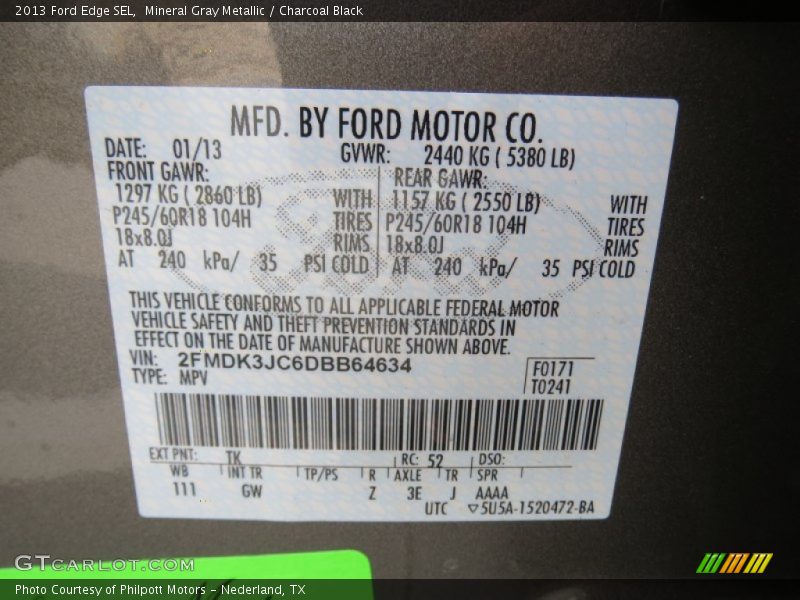 2013 Ford Edge SEL, Mineral Gray Metallic / Charcoal Black
MFD. BY FORD MOTOR CO.
DATE: 01/13 GVWR: 2440 KG ( 5380 LB)
FRONT GAWR: REAR GAWR:
1297 KG ( 2860 LB) WITH 1157 KG ( 2550 LB) WITH
P245/60R18 104H TIRES P245/60R18 104H TIRES
18x8.0J RIMS 18x8.0J RIMS
AT 240 kPa/ 35 PSI COLD AT 240 kPa/ 35 PSI COLD
THIS VEHICLE CONFORMS TO ALL APPLICABLE FEDERAL MOTOR
VEHICLE SAFETY AND THEFT PREVENTION STANDARDS IN
EFFECT ON THE DATE OF MANUFACTURE SHOWN ABOVE.
VIN: 2FMDK3JC6DBB64634 F0171
TYPE: MPV T0241
EXT PNT: TK RC: 52 DSO:
WB INT TR TP/PS R AXLE TR SPR
111 GW Z 3E J AAAA
UTC ▽5U5A-1520472-BA
GTCARLOT.COM
Photo Courtesy of Philpott Motors - Nederland, TX